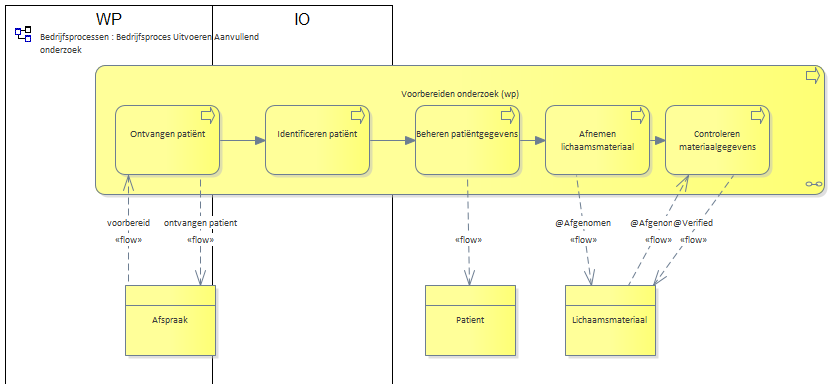 WP
IO
Bedrijfsprocessen : Bedrijfsproces Uitvoeren Aanvullend
onderzoek
Voorbereiden onderzoek (wp)
Ontvangen patiënt
Identificeren patiënt
Beheren patiëntgegevens
Afnemen
lichaamsmateriaal
Controleren
materiaalgegevens
voorbereid
«flow»
ontvangen patient
«flow»
«flow»
@Afgenomen
«flow»
@Afgenon
«flow»
@Verified
«flow»
Afspraak
Patient
Lichaamsmateriaal